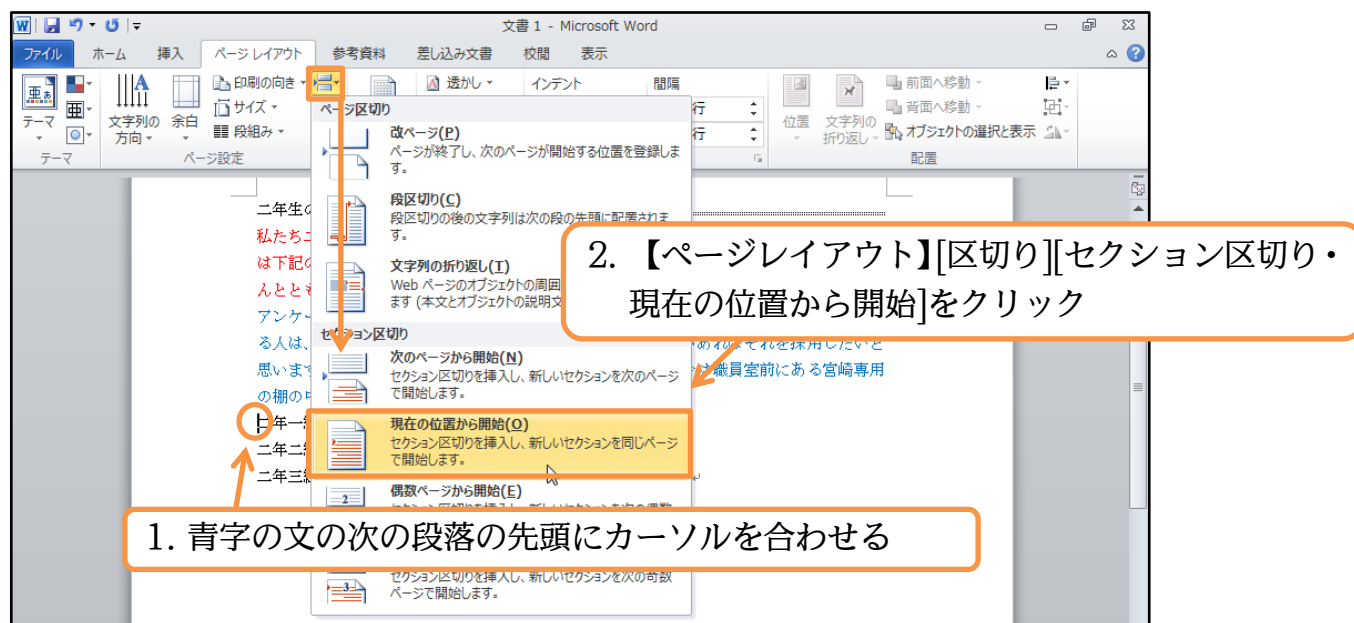 文書 1 - Microsoft Word
ファイル ホーム 挿入 ページ レイアウト 参考資料 差し込み文書 校閲 表示
テーマ
文字列の方向
余白
印刷の向き
サイズ
段組み
透かし
インデント
間隔
行
行
位置
文字列の折り返し
前面へ移動
背面へ移動
オブジェクトの選択と表示
テーマ
ページ設定
配置
ページ区切り
改ページ(P)
ページが終了し、次のページが開始する位置を登録しま
す。
段区切り(C)
段区切りの後の文字列は次の段の先頭に配置されま
す。
文字列の折り返し(T)
Web ページのオブジェクトの周囲
ます (本文とオブジェクトの説明文
セクション区切り
次のページから開始(N)
セクション区切りを挿入し、新しいセクションを次のページ
で開始します。
現在の位置から開始(O)
セクション区切りを挿入し、新しいセクションを同じページ
で開始します。
偶数ページから開始(E)
セクション区切りを挿入し、新しいセクションを次の奇数
ページで開始します。
二年生
私たち
は下記
んとと
アンケー
る人は、
あればそれを採用したいと
思います
は職員室前にある宮崎専用
の棚の
二年一
二年二
二年三
2. 【ページレイアウト】[区切り][セクション区切り・
現在の位置から開始]をクリック
1. 青字の文の次の段落の先頭にカーソルを合わせる